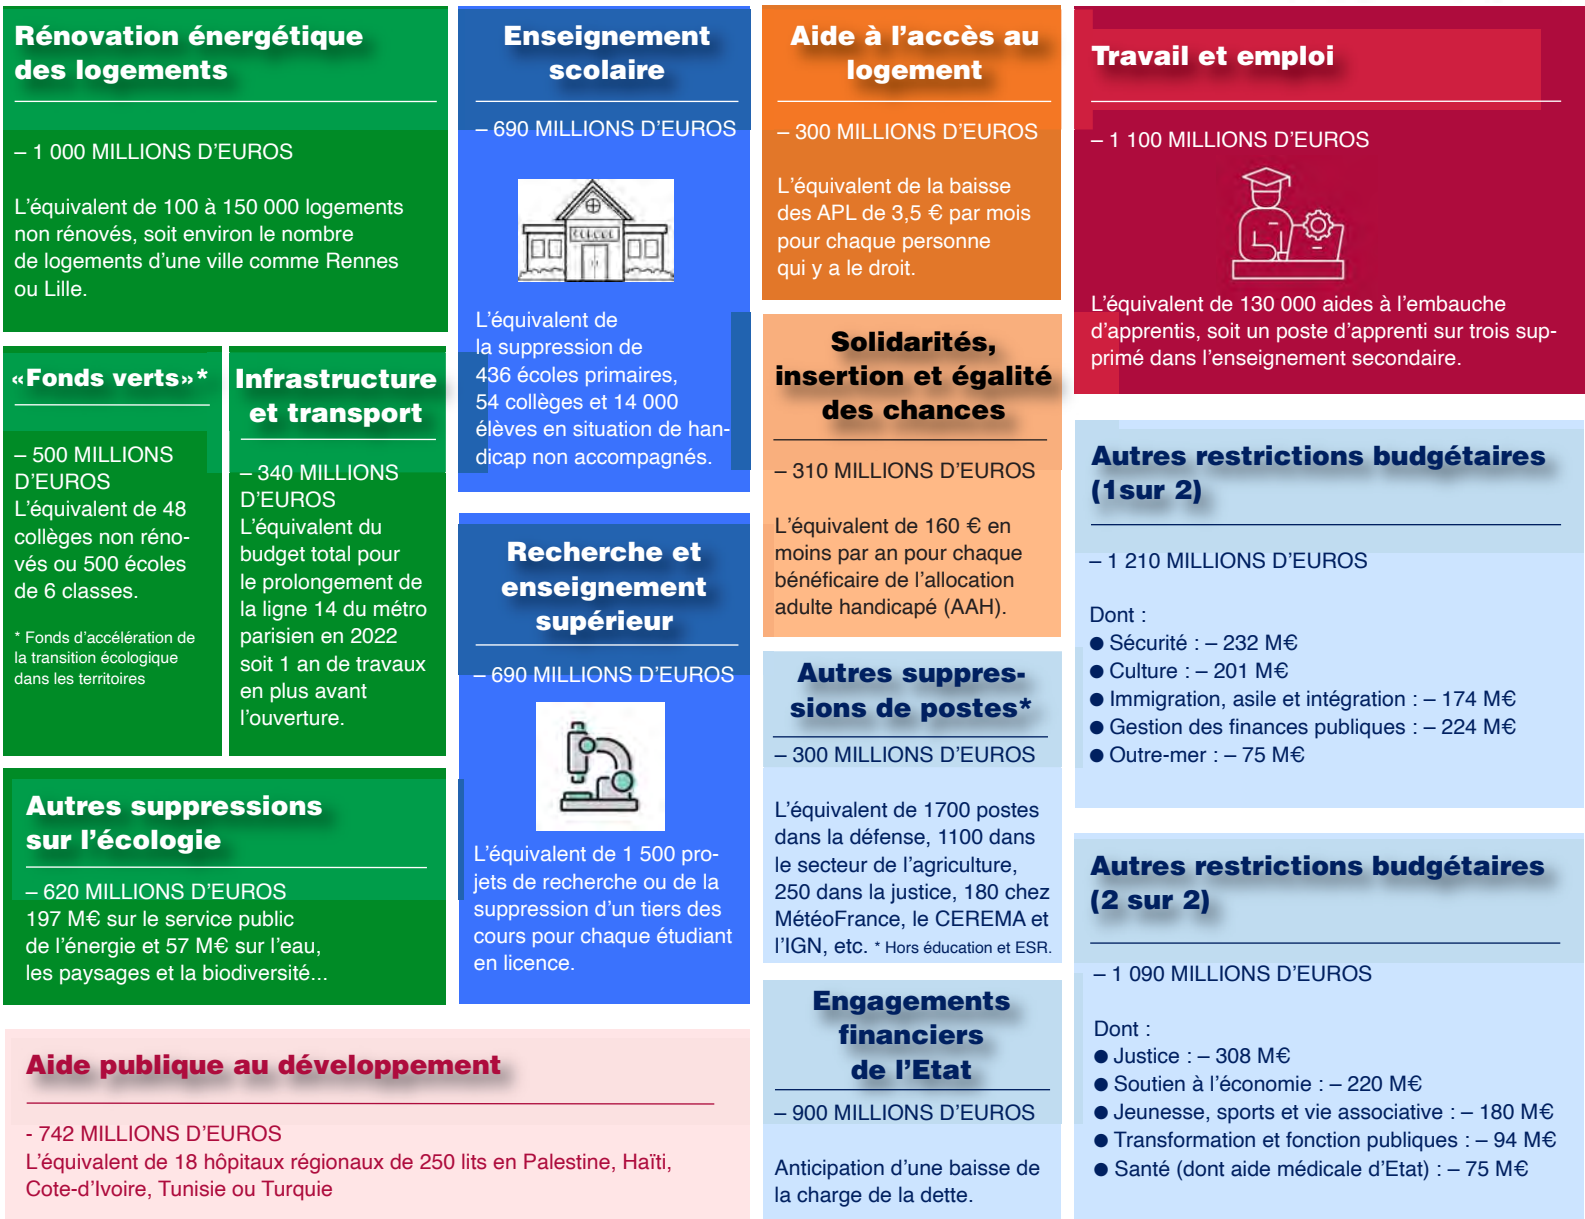 Rénovation énergétique
des logements
– 1 000 MILLIONS D'EUROS
L'équivalent de 100 à 150 000 logements
non rénovés, soit environ le nombre
de logements d'une ville comme Rennes
ou Lille.
«Fonds verts»*
– 500 MILLIONS
D'EUROS
L'équivalent de 48
collèges non réno-
vés ou 500 écoles
de 6 classes.
* Fonds d'accélération de
la transition écologique
dans les territoires
Infrastructure
et transport
– 340 MILLIONS
D'EUROS
L'équivalent du
budget total pour
le prolongement de
la ligne 14 du métro
parisien en 2022
soit 1 an de travaux
en plus avant
l'ouverture.
Autres suppressions
sur l'écologie
– 620 MILLIONS D'EUROS
197 M€ sur le service public
de l'énergie et 57 M€ sur l'eau,
les paysages et la biodiversité...
Aide publique au développement
- 742 MILLIONS D'EUROS
L'équivalent de 18 hôpitaux régionaux de 250 lits en Palestine, Haïti,
Cote-d'Ivoire, Tunisie ou Turquie
Enseignement
scolaire
– 690 MILLIONS D'EUROS
L'équivalent de
la suppression de
436 écoles primaires,
54 collèges et 14 000
élèves en situation de han-
dicap non accompagnés.
Recherche et
enseignement
supérieur
– 690 MILLIONS D'EUROS
L'équivalent de 1 500 pro-
jets de recherche ou de la
suppression d'un tiers des
cours pour chaque étudiant
en licence.
Aide à l'accès au
logement
– 300 MILLIONS D'EUROS
L'équivalent de la baisse
des APL de 3,5 € par mois
pour chaque personne
qui y a le droit.
Solidarités,
insertion et égalité
des chances
– 310 MILLIONS D'EUROS
L'équivalent de 160 € en
moins par an pour chaque
bénéficaire de l'allocation
adulte handicapé (AAH).
Autres suppres-
sions de postes*
– 300 MILLIONS D'EUROS
L'équivalent de 1700 postes
dans la défense, 1100 dans
le secteur de l'agriculture,
250 dans la justice, 180 chez
MétéoFrance, le CEREMA et
l'IGN, etc. * Hors éducation et ESR.
Engagements
financiers
de l'Etat
– 900 MILLIONS D'EUROS
Anticipation d'une baisse de
la charge de la dette.
Travail et emploi
– 1 100 MILLIONS D'EUROS
L'équivalent de 130 000 aides à l'embauche
d'apprentis, soit un poste d'apprenti sur trois sup-
primé dans l'enseignement secondaire.
Autres restrictions budgétaires
(1sur 2)
– 1 210 MILLIONS D'EUROS
Dont :
● Sécurité : – 232 M€
● Culture : – 201 M€
● Immigration, asile et intégration : – 174 M€
● Gestion des finances publiques : – 224 M€
● Outre-mer : – 75 M€
Autres restrictions budgétaires
(2 sur 2)
– 1 090 MILLIONS D'EUROS
Dont :
● Justice : – 308 M€
● Soutien à l'économie : – 220 M€
● Jeunesse, sports et vie associative : – 180 M€
● Transformation et fonction publiques : – 94 M€
● Santé (dont aide médicale d'Etat) : – 75 M€